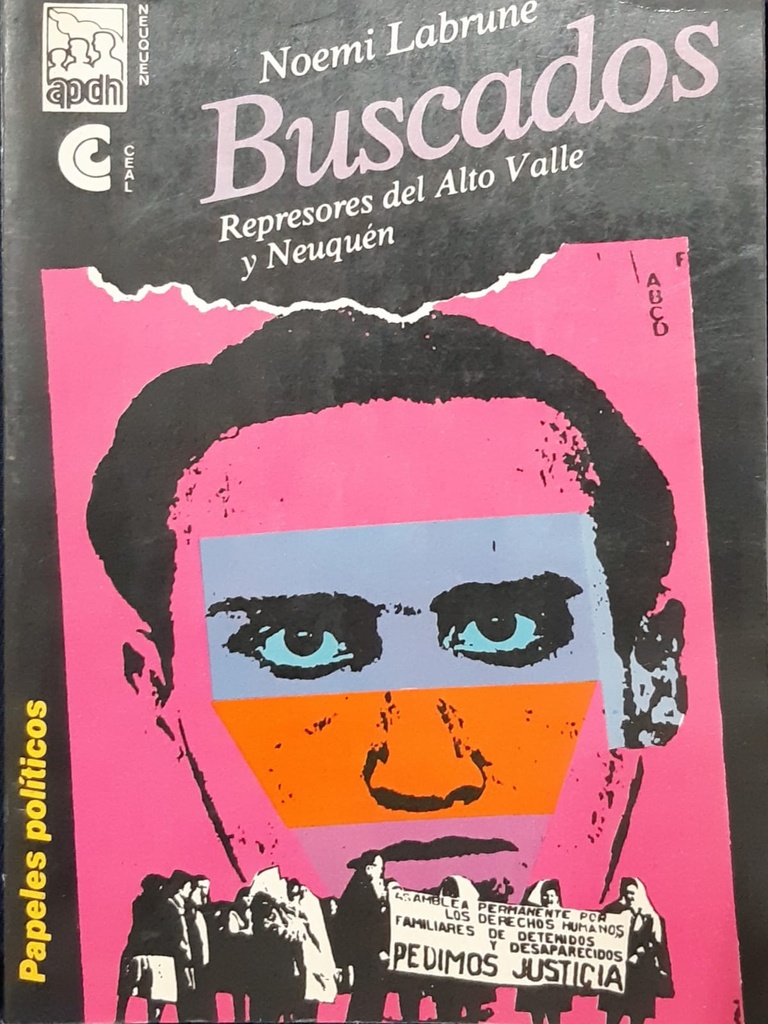 NEUQUEN
apdh
CEAL
Noemi Labrune
Buscados
Represores del Alto Valle
y Neuquén
F
ABCD
Papeles políticos
ASAMBLEA PERMANENTE POR
LOS DERECHOS HUMANOS
FAMILIARES DE DETENIDOS
Y DESAPARECIDOS
PEDIMOS JUSTICIA